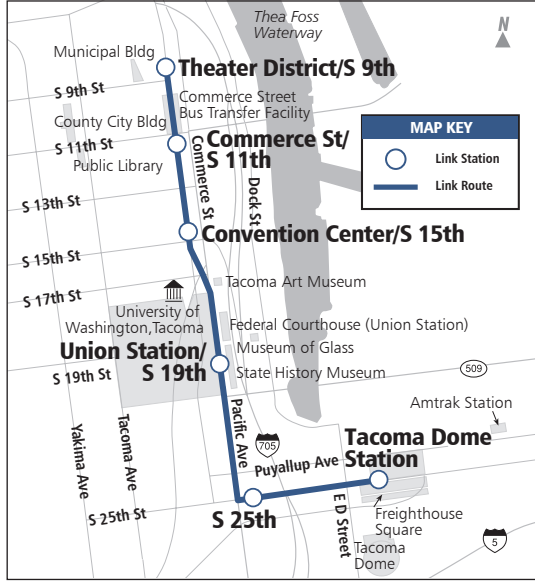 Thea Foss
Waterway
N
Municipal Bldg
Theater District/S 9th
S 9th St
Commerce Street
Bus Transfer Facility
County City Bldg
MAP KEY
Link Station
Link Route
Commerce St/
S 11th
S 11th St
Public Library
Commerce St
Dock St
S 13th St
Convention Center/S 15th
S 15th St
Tacoma Art Museum
S 17th St
University of
Washington,Tacoma
Federal Courthouse (Union Station)
Union Station/
S 19th
Museum of Glass
State History Museum
S 19th St
509
Amtrak Station
Pacific Ave
Tacoma Ave
Yakima Ave
705
Tacoma Dome
Station
Puyallup Ave
S 25th St
S 25th
E D Street
Freighthouse
Square
5
Tacoma
Dome